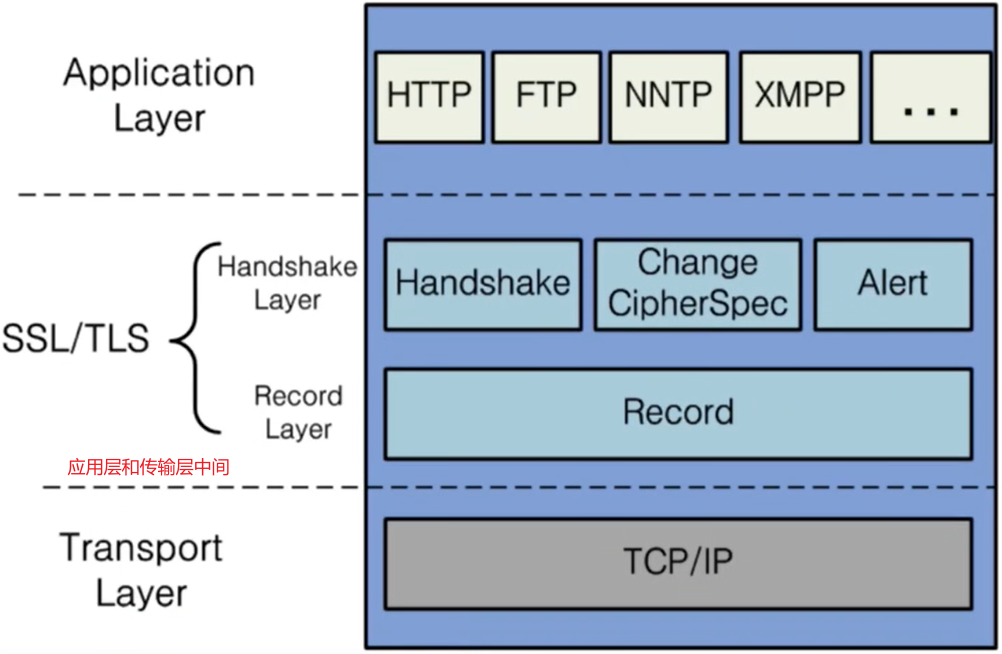 Application
Layer
HTTP
FTP
NNTP
XMPP
...
SSL/TLS
Handshake
Layer
Handshake
Change
CipherSpec
Alert
Record
Layer
Record
应用层和传输层中间
Transport
Layer
TCP/IP